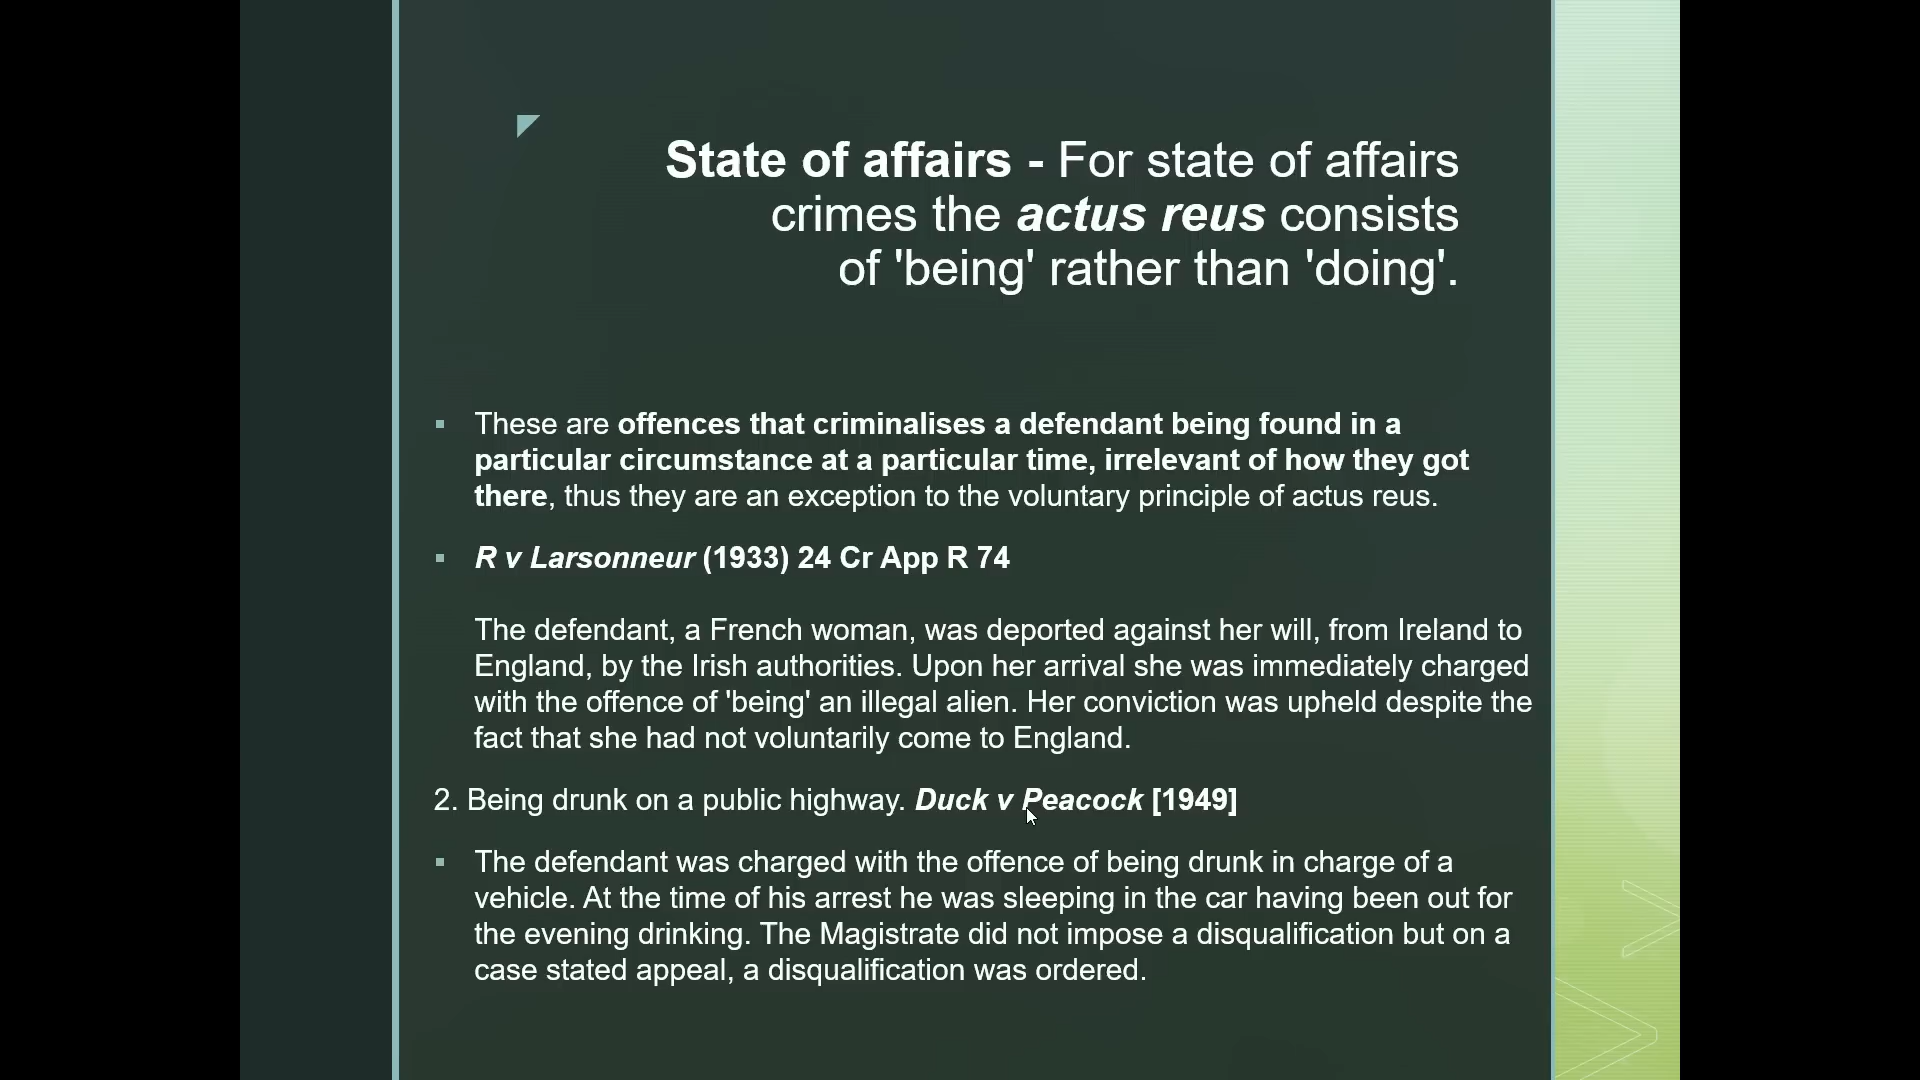 State of affairs - For state of affairs
crimes the actus reus consists
of 'being' rather than 'doing'.
These are offences that criminalises a defendant being found in a
particular circumstance at a particular time, irrelevant of how they got
there, thus they are an exception to the voluntary principle of actus reus.
R v Larsonneur (1933) 24 Cr App R 74
The defendant, a French woman, was deported against her will, from Ireland to
England, by the Irish authorities. Upon her arrival she was immediately charged
with the offence of 'being' an illegal alien. Her conviction was upheld despite the
fact that she had not voluntarily come to England.
2. Being drunk on a public highway. Duck v Peacock [1949]
The defendant was charged with the offence of being drunk in charge of a
vehicle. At the time of his arrest he was sleeping in the car having been out for
the evening drinking. The Magistrate did not impose a disqualification but on a
case stated appeal, a disqualification was ordered.